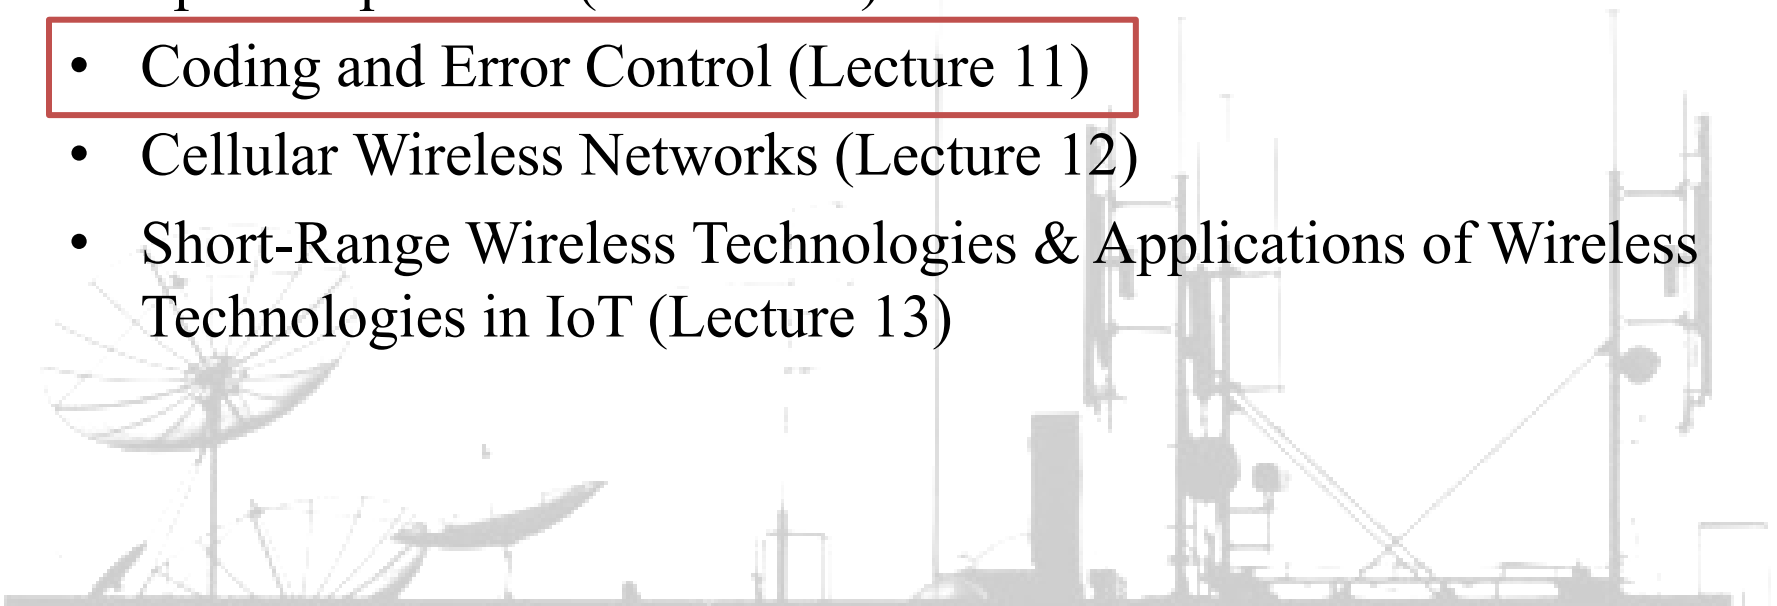 • Coding and Error Control (Lecture 11)
• Cellular Wireless Networks (Lecture 12)
• Short-Range Wireless Technologies & Applications of Wireless
Technologies in IoT (Lecture 13)